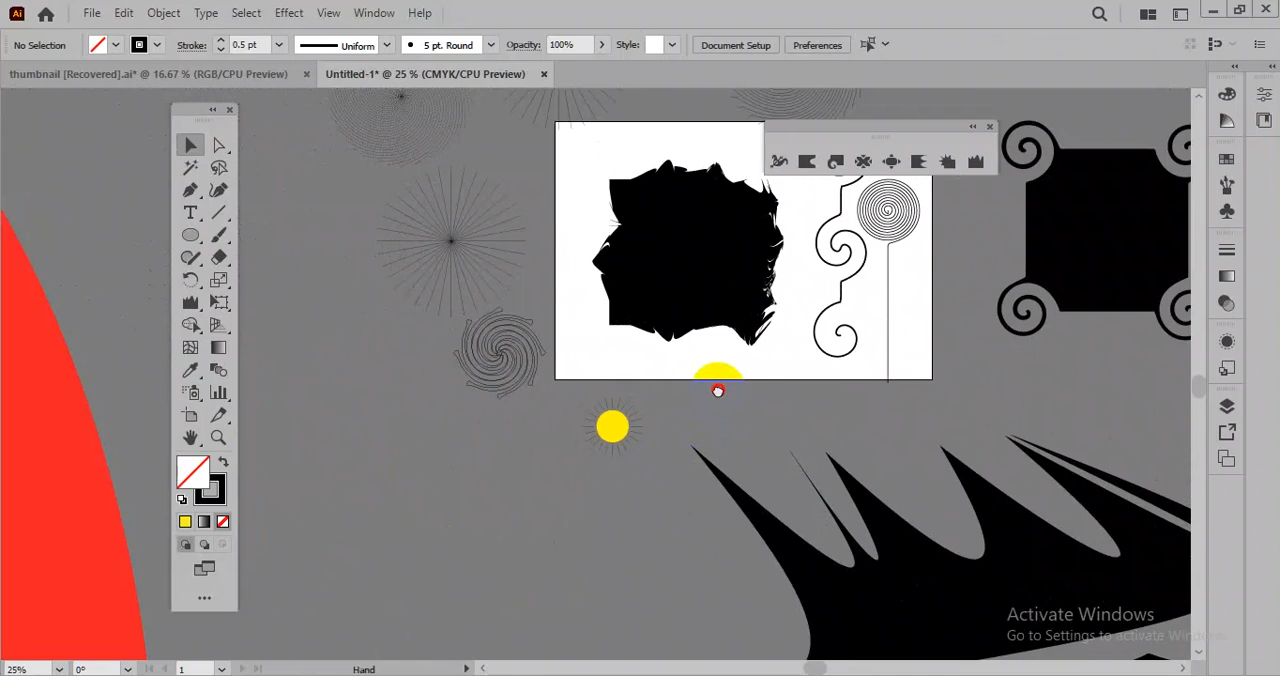 Ai File Edit Object Type Select Effect View Window Help
No Selection Stroke: 0.5 pt Uniform 5 pt. Round Opacity: 100% Style: Document Setup Preferences
thumbnail [Recovered].ai* @ 16.67 % (RGB/CPU Preview) × Untitled-1* @ 25 % (CMYK/CPU Preview) ×
Activate Windows
Go to Settings to activate Windows.
25% 0° 1 Hand